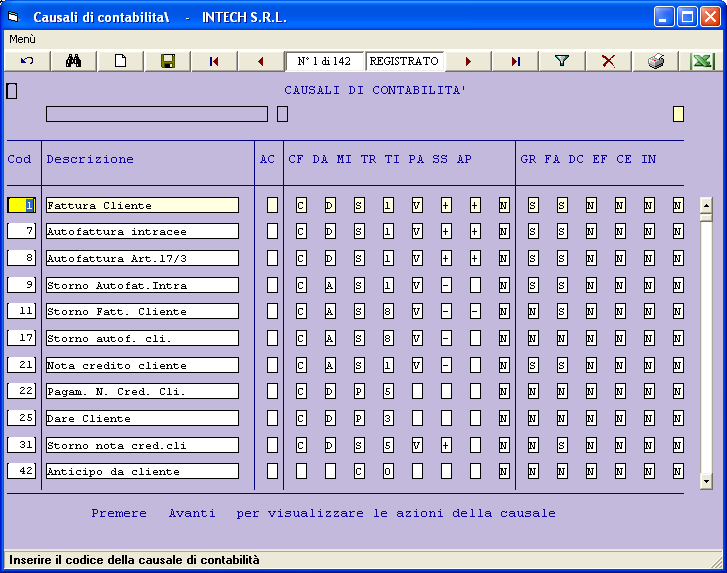 Causali di contabilita\ - INTECH S.R.L.
Menù
N° 1 di 142 REGISTRATO
CAUSALI DI CONTABILITA'
Cod Descrizione AC CF DA MI TR TI PA SS AP GR FA DC EF CE IN
1 Fattura Cliente C D S 1 V + + N S S N N N N
7 Autofattura intracee C D S 1 V + + N S S N N N N
8 Autofattura Art.17/3 C D S 1 V + + N S S N N N N
9 Storno Autofat.Intra C A S 1 V - N S S N N N N
11 Storno Fatt. Cliente C A S 8 V - - N N N N N N N
17 Storno autof. cli. C A S 8 V - N N N N N N N
21 Nota credito cliente C A S 1 V - N S S N N N N
22 Pagam. N. Cred. Cli. C D P 5 N N N N N N N
25 Dare Cliente C D P 3 N N N N N N N
31 Storno nota cred.cli C D S 5 V + N N S N N N N
42 Anticipo da cliente C 0 N N N N N N N
Premere Avanti per visualizzare le azioni della causale
Inserire il codice della causale di contabilità